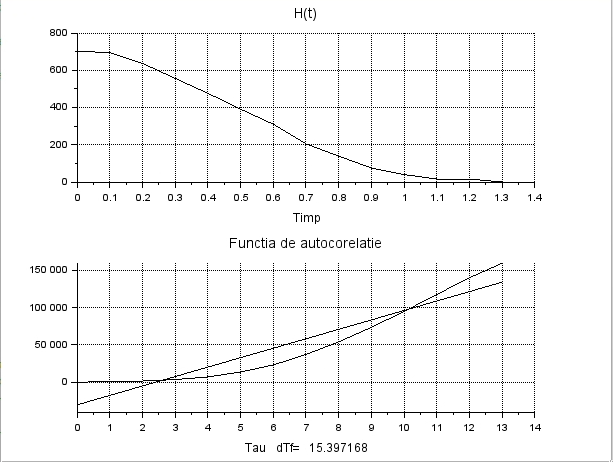 H(t)
800
600
400
200
0
0 0.1 0.2 0.3 0.4 0.5 0.6 0.7 0.8 0.9 1 1.1 1.2 1.3 1.4
Timp
Functia de autocorelatie
150 000
100 000
50 000
0
0 1 2 3 4 5 6 7 8 9 10 11 12 13 14
Tau dTf= 15.397168